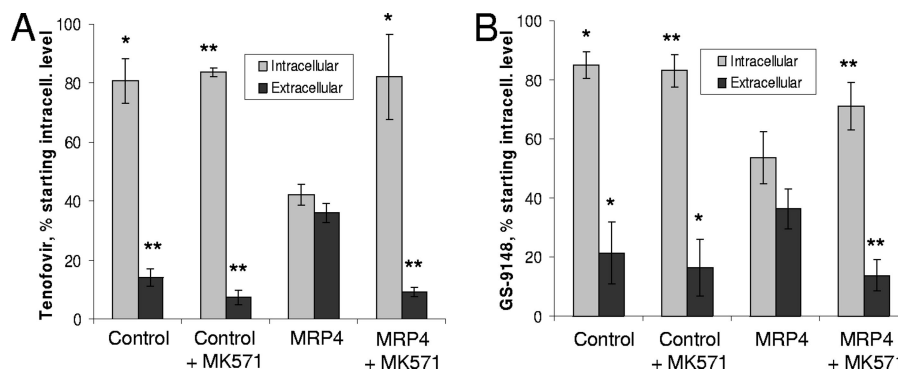 A
Tenofovir, % starting intracell. level
100
80
60
40
20
0
Intracellular
Extracellular
*
**
**
**
*
**
Control
Control
+ MK571
MRP4
MRP4
+ MK571
B
GS-9148, % starting intracell. level
100
80
60
40
20
0
Intracellular
Extracellular
*
*
**
*
**
**
Control
Control
+ MK571
MRP4
MRP4
+ MK571